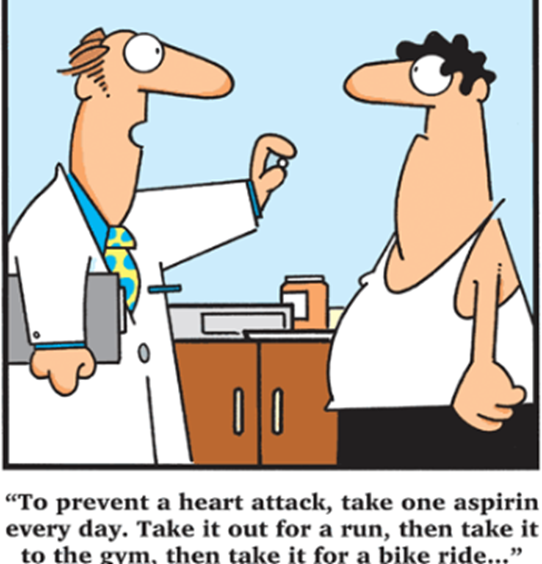 “To prevent a heart attack, take one aspirin
every day. Take it out for a run, then take it
to the gym, then take it for a bike ride...”